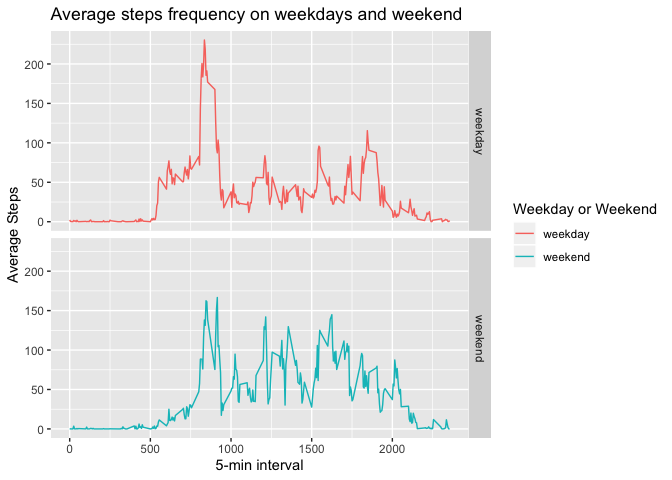 Average steps frequency on weekdays and weekend
200
150
100
50
0
weekday
Average Steps
200
150
100
50
0
weekend
0
500
1000
1500
2000
5-min interval
Weekday or Weekend
weekday
weekend